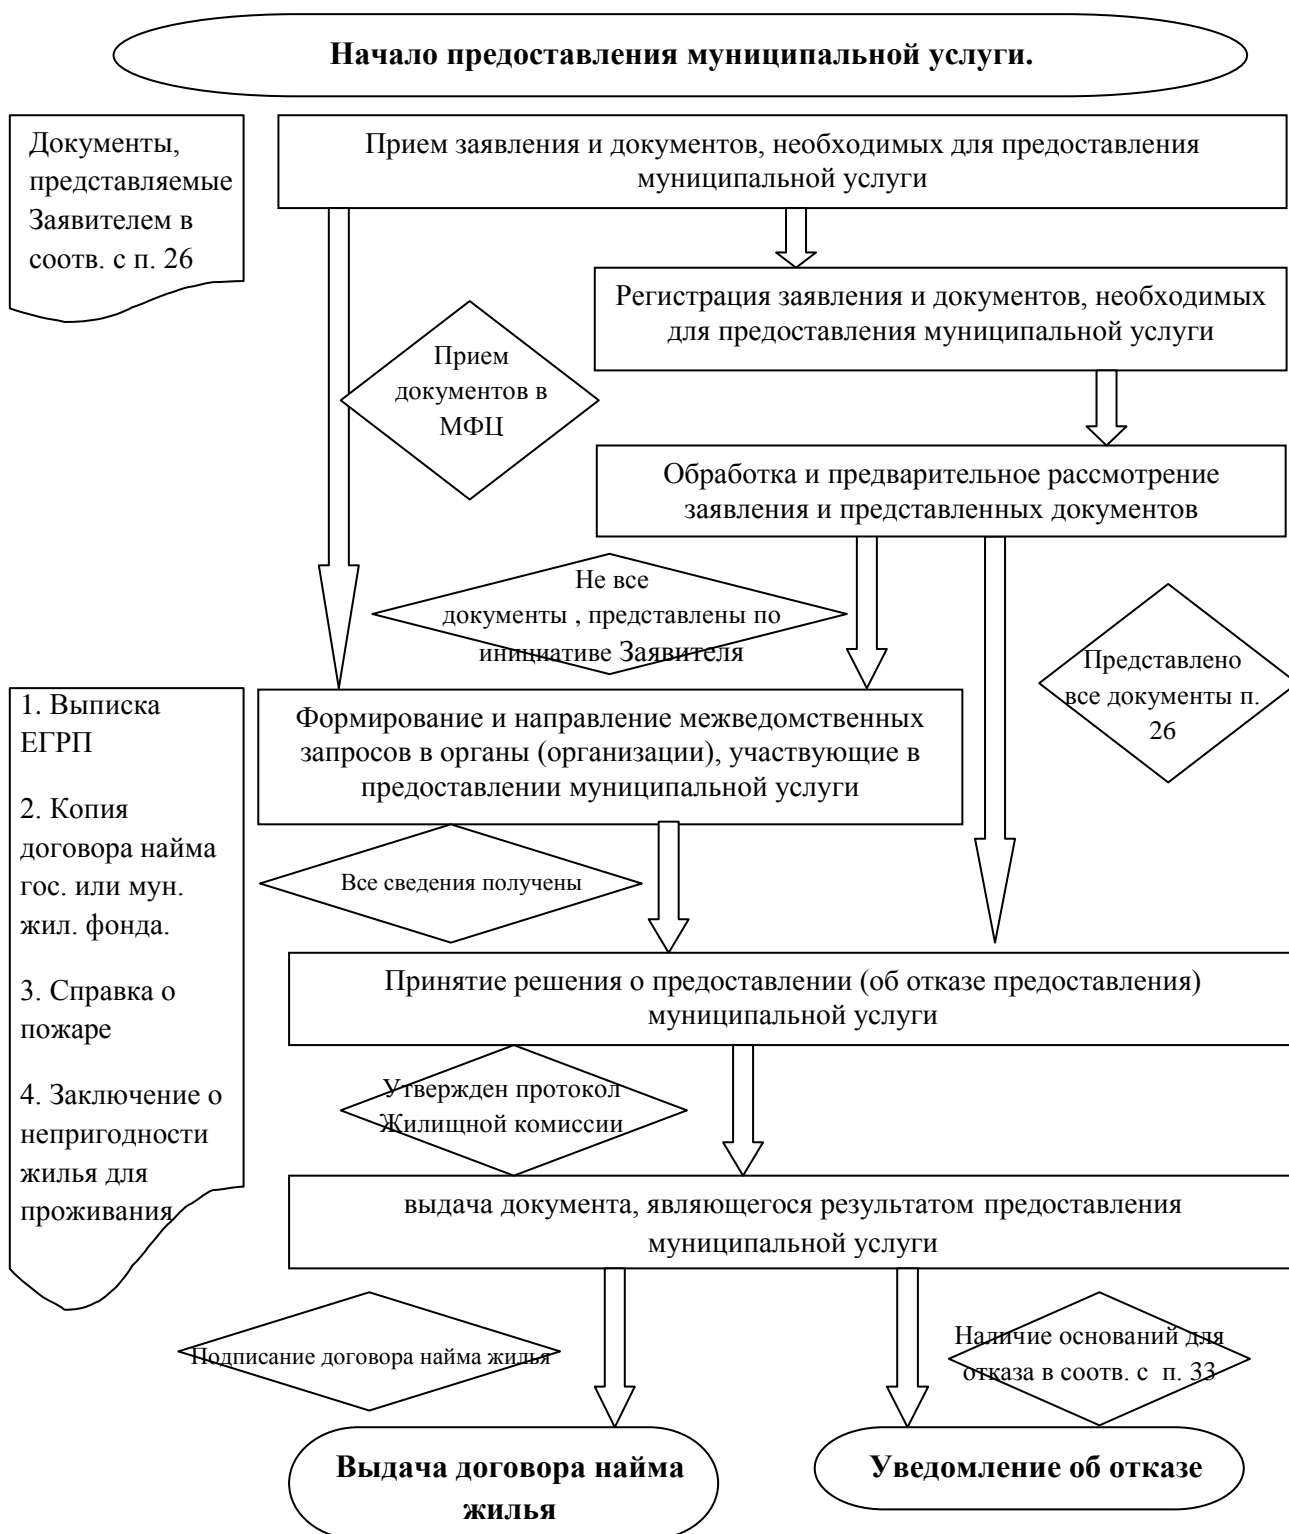 Начало предоставления муниципальной услуги.
Документы,
представляемые
Заявителем в
соотв. с п. 26
Прием заявления и документов, необходимых для предоставления
муниципальной услуги
Регистрация заявления и документов, необходимых
для предоставления муниципальной услуги
Прием
документов в
МФЦ
Обработка и предварительное рассмотрение
заявления и представленных документов
Не все
документы , представлены по
инициативе Заявителя
Представлено
все документы п.
26
1. Выписка
ЕГРП
2. Копия
договора найма
гос. или мун.
жил. фонда.
3. Справка о
пожаре
4. Заключение о
непригодности
жилья для
проживания
Формирование и направление межведомственных
запросов в органы (организации), участвующие в
предоставлении муниципальной услуги
Все сведения получены
Принятие решения о предоставлении (об отказе предоставления)
муниципальной услуги
Утвержден протокол
Жилищной комиссии
выдача документа, являющегося результатом предоставления
муниципальной услуги
Подписание договора найма жилья
Наличие оснований для
отказа в соотв. с п. 33
Выдача договора найма
жилья
Уведомление об отказе